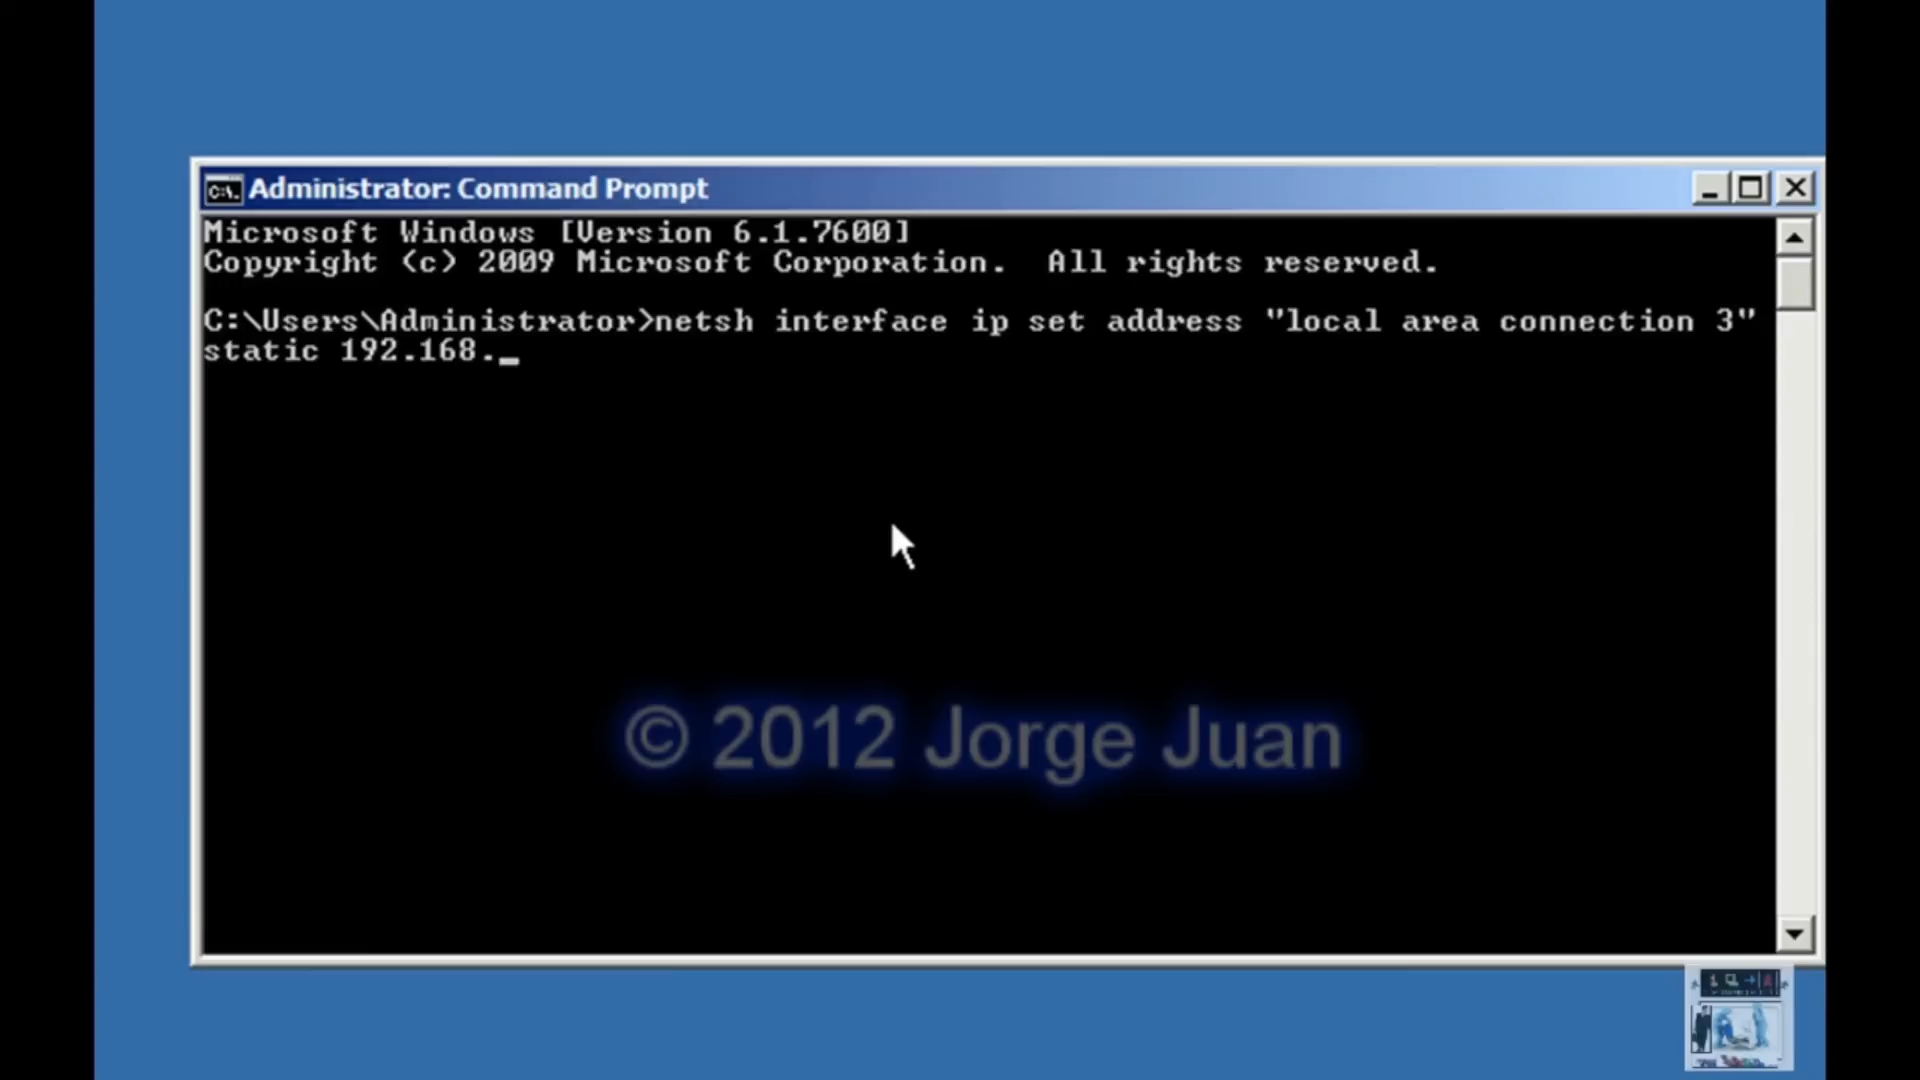 Administrator: Command Prompt
Microsoft Windows [Version 6.1.7600]
Copyright (c) 2009 Microsoft Corporation.  All rights reserved.
C:\Users\Administrator>netsh interface ip set address "local area connection 3"
static 192.168._
© 2012 Jorge Juan